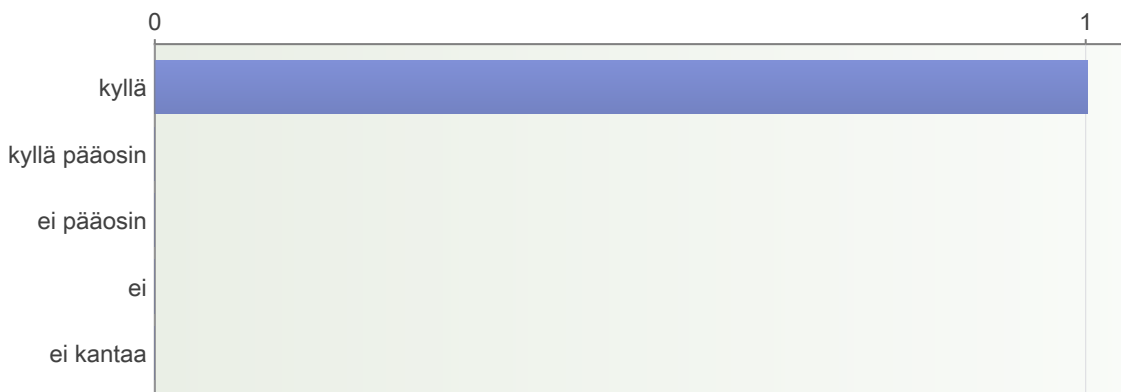 0 1
kyllä
kyllä pääosin
ei pääosin
ei
ei kantaa